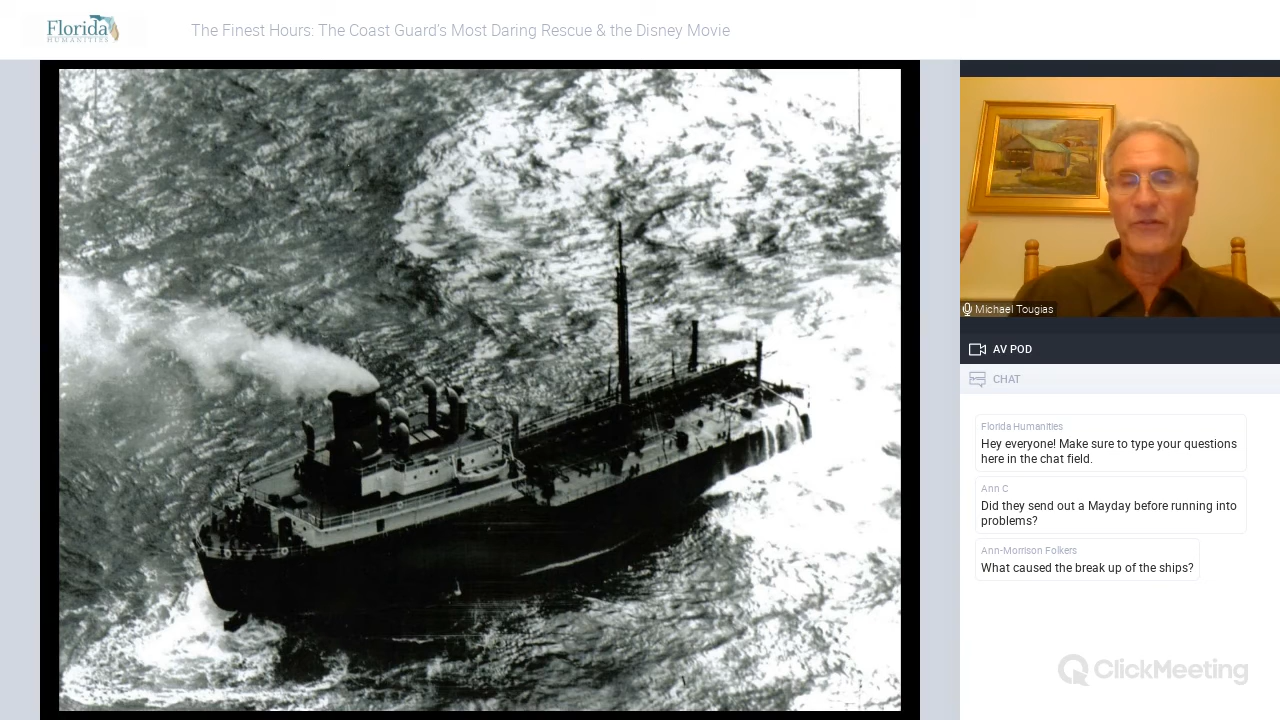 Florida
HUMANITIES
The Finest Hours: The Coast Guard's Most Daring Rescue & the Disney Movie
Michael Tougias
AV POD
CHAT
Florida Humanities
Hey everyone! Make sure to type your questions
here in the chat field.
Ann C
Did they send out a Mayday before running into
problems?
Ann-Morrison Folkers
What caused the break up of the ships?
ClickMeeting